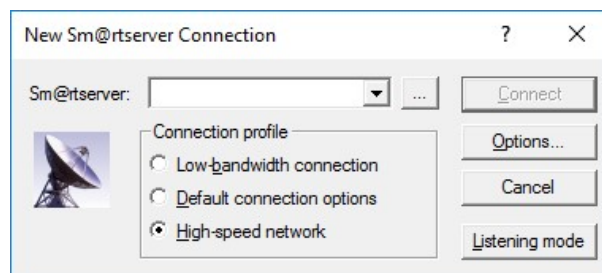 New Sm@rtserver Connection
Sm@rtserver:
...
Connect
Connection profile
Low-bandwidth connection
Default connection options
High-speed network
Options...
Cancel
Listening mode